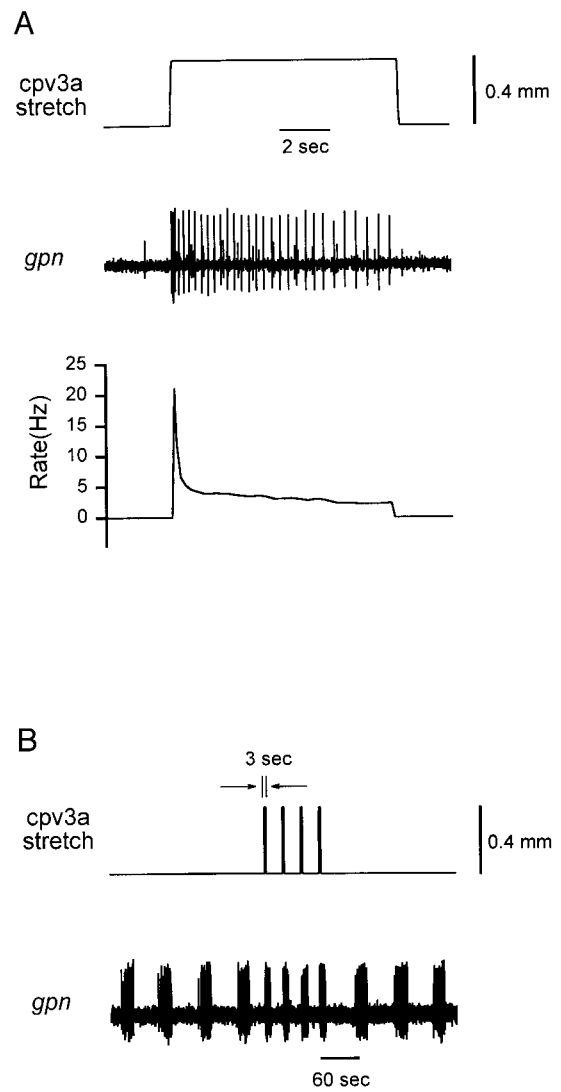 A
cpv3a
stretch
0.4 mm
2 sec
gpn
25
20
15
10
5
0
Rate(Hz)
B
3 sec
cpv3a
stretch
0.4 mm
gpn
60 sec